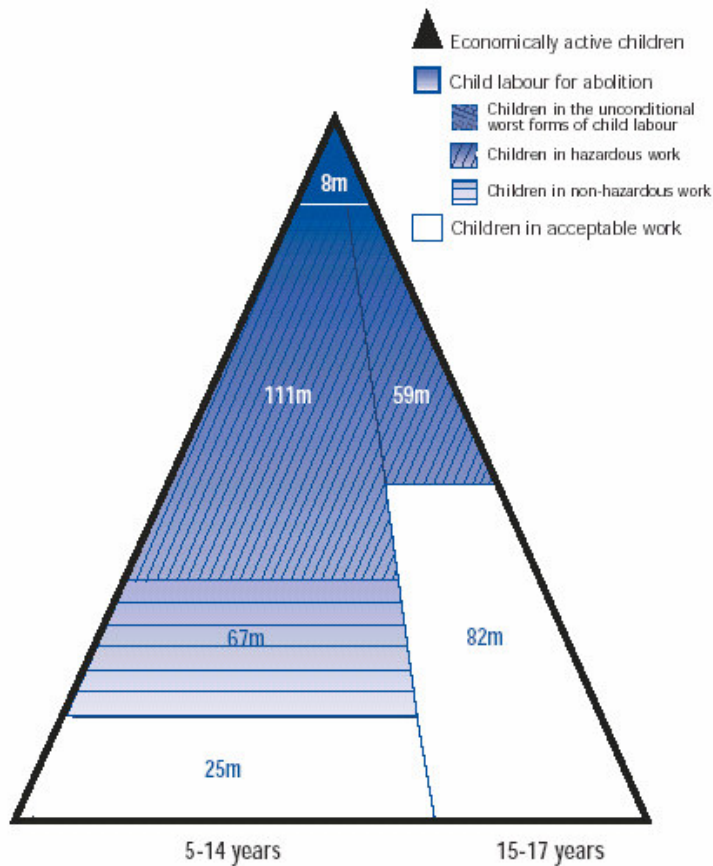 Economically active children
Child labour for abolition
Children in the unconditional
worst forms of child labour
Children in hazardous work
Children in non-hazardous work
Children in acceptable work
8m
111m
59m
67m
82m
25m
5-14 years
15-17 years